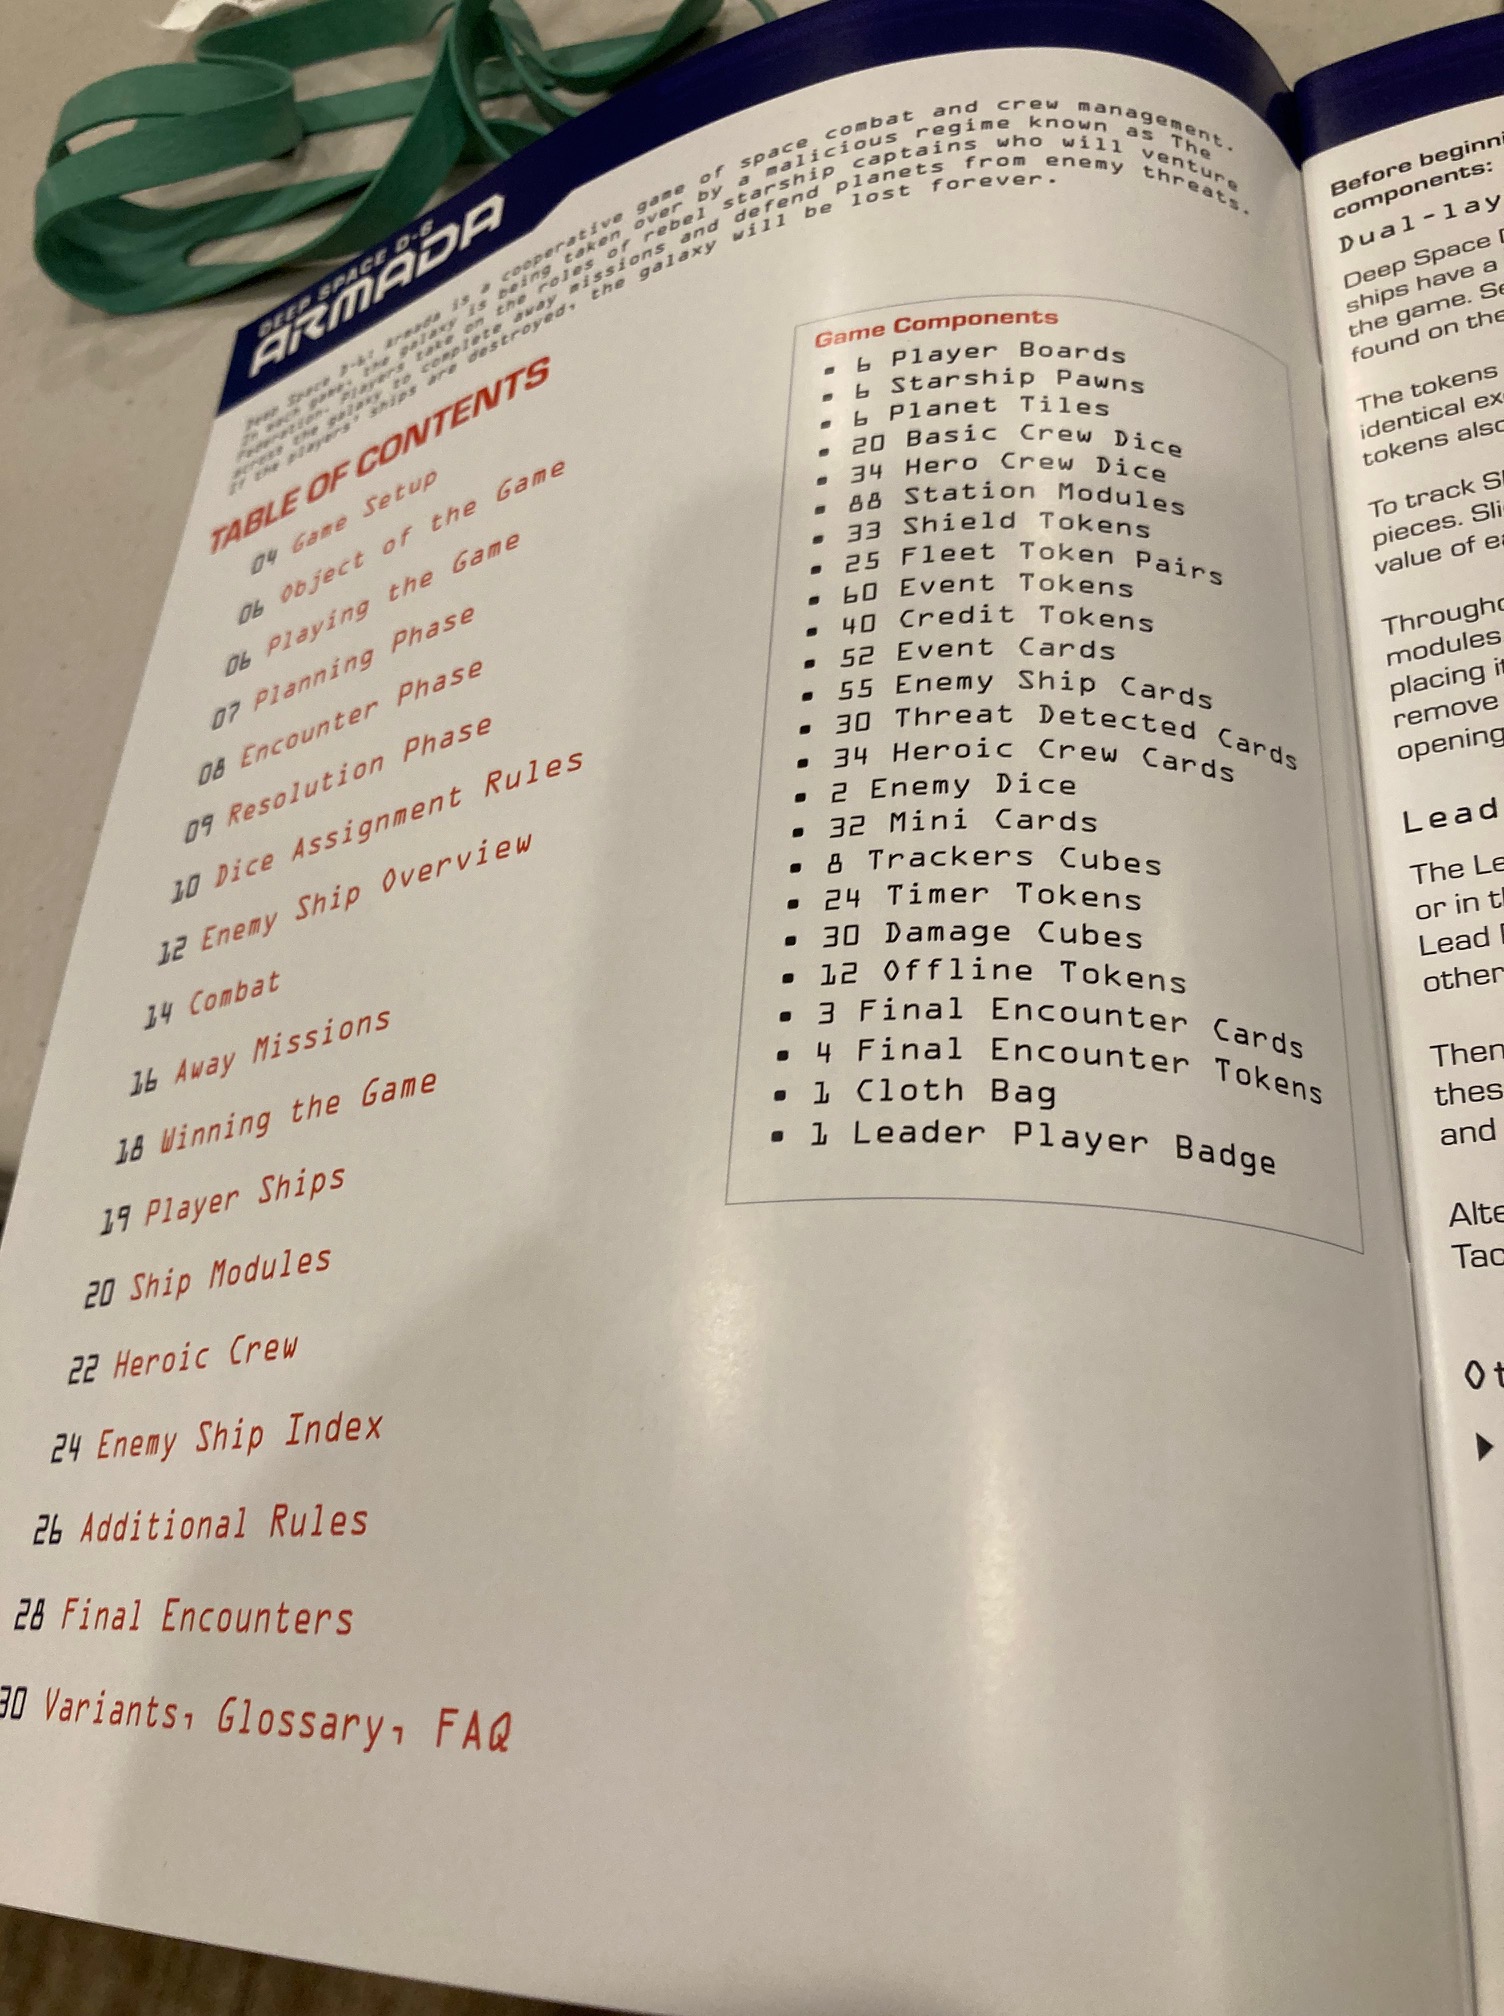 DEEP SPACE D-6
ARMADA
Deep Space D-6: Armada is a cooperative game of space combat and crew management.
In each game, the galaxy is being taken over by a malicious regime known as The
Federation. Players take on the roles of rebel starship captains who will venture
across the galaxy to complete away missions and defend planets from enemy threats.
If the players' ships are destroyed, the galaxy will be lost forever.
TABLE OF CONTENTS
04 Game Setup
06 Object of the Game
06 Playing the Game
07 Planning Phase
08 Encounter Phase
09 Resolution Phase
10 Dice Assignment Rules
12 Enemy Ship Overview
14 Combat
16 Away Missions
18 Winning the Game
19 Player Ships
20 Ship Modules
22 Heroic Crew
24 Enemy Ship Index
26 Additional Rules
28 Final Encounters
30 Variants, Glossary, FAQ
Game Components
▪ 6 Player Boards
▪ 6 Starship Pawns
▪ 6 Planet Tiles
▪ 20 Basic Crew Dice
▪ 34 Hero Crew Dice
▪ 88 Station Modules
▪ 33 Shield Tokens
▪ 25 Fleet Token Pairs
▪ 60 Event Tokens
▪ 40 Credit Tokens
▪ 52 Event Cards
▪ 55 Enemy Ship Cards
▪ 30 Threat Detected Cards
▪ 34 Heroic Crew Cards
▪ 2 Enemy Dice
▪ 32 Mini Cards
▪ 8 Trackers Cubes
▪ 24 Timer Tokens
▪ 30 Damage Cubes
▪ 12 Offline Tokens
▪ 3 Final Encounter Cards
▪ 4 Final Encounter Tokens
▪ 1 Cloth Bag
▪ 1 Leader Player Badge
Before
components:
Dual-lay
Deep Space
ships have a
the game.
found on the
The tokens
identical
tokens also
To track
pieces.
value of
modules
placing
remove
opening
Lead
The
or in
Lead
other
Then
and